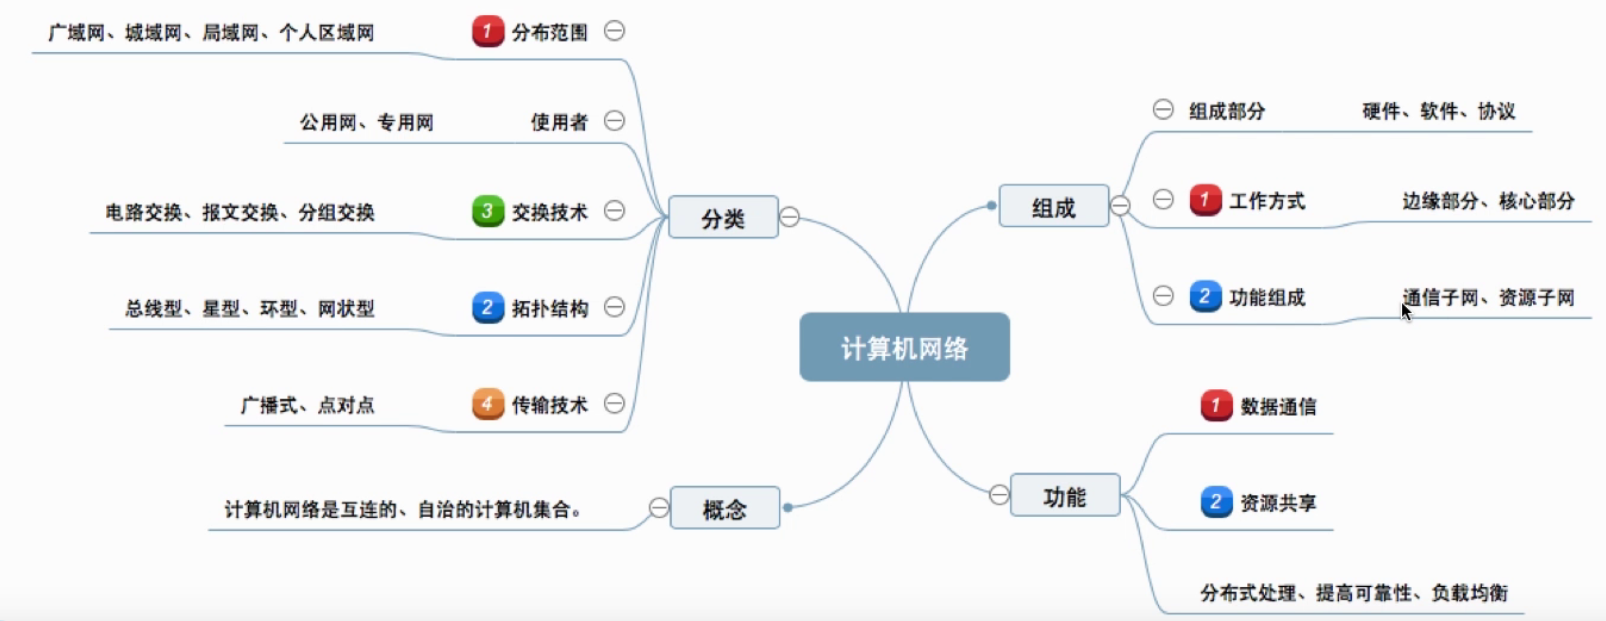 计算机网络
组成
组成部分
硬件、软件、协议
1 工作方式
边缘部分、核心部分
2 功能组成
通信子网、资源子网
功能
1 数据通信
2 资源共享
分布式处理、提高可靠性、负载均衡
分类
1 分布范围
广域网、城域网、局域网、个人区域网
使用者
公用网、专用网
3 交换技术
电路交换、报文交换、分组交换
2 拓扑结构
总线型、星型、环型、网状型
4 传输技术
广播式、点对点
概念
计算机网络是互连的、自治的计算机集合。